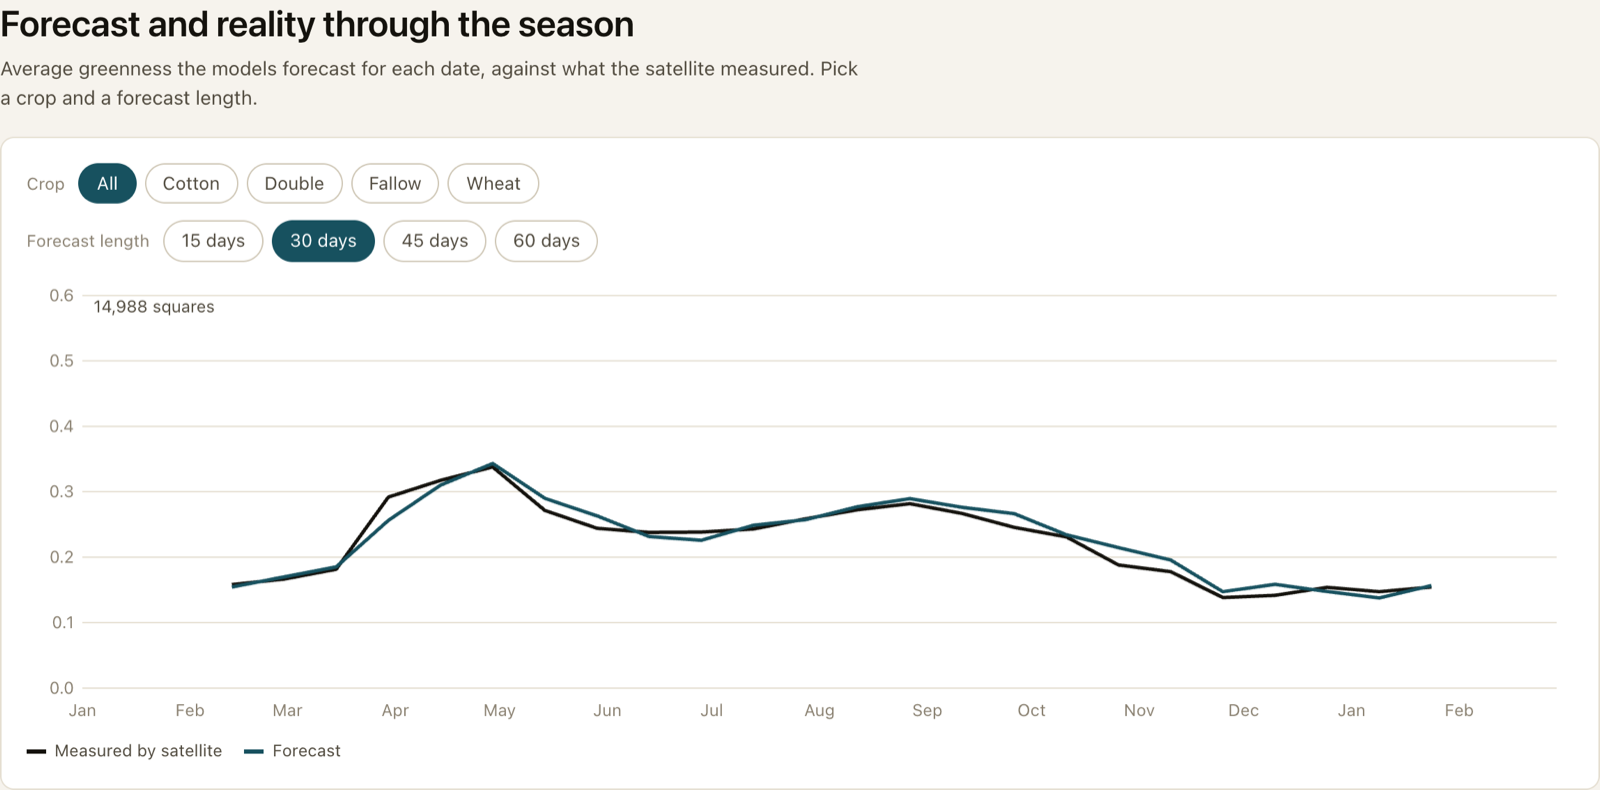 Forecast and reality through the season
Average greenness the models forecast for each date, against what the satellite measured. Pick
a crop and a forecast length.
Crop All Cotton Double Fallow Wheat
Forecast length 15 days 30 days 45 days 60 days
0.6
14,988 squares
0.5
0.4
0.3
0.2
0.1
0.0
Jan Feb Mar Apr May Jun Jul Aug Sep Oct Nov Dec Jan Feb
Measured by satellite Forecast